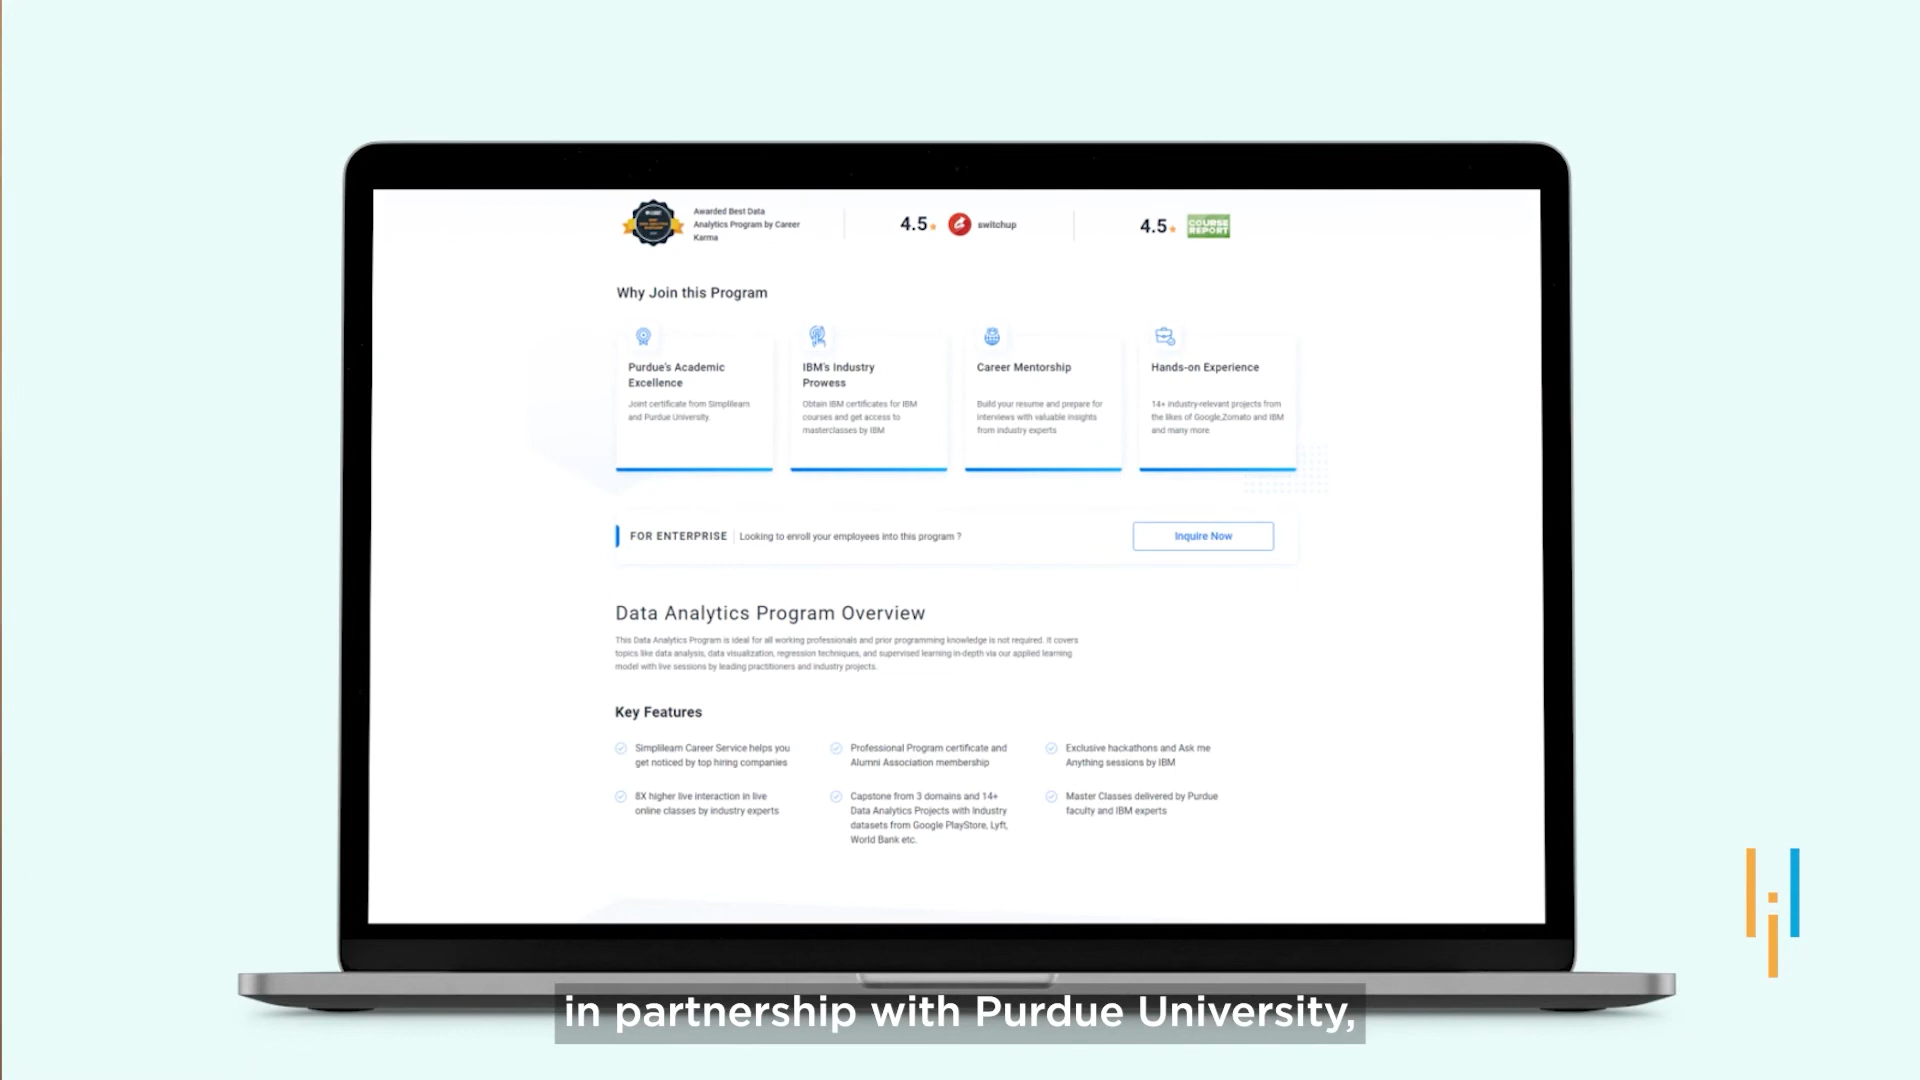 Awarded Best Data
Analytics Program by Career
Karma
4.5
switchup
4.5
COURSE
REPORT
Why Join this Program
Purdue's Academic
Excellence
Joint certificate from Simplilearn
and Purdue University.
IBM's Industry
Prowess
Obtain IBM certificates for IBM
courses and get access to
masterclasses by IBM
Career Mentorship
Build your resume and prepare for
interviews with valuable insights
from industry experts
Hands-on Experience
14+ industry-relevant projects from
the likes of Google,Zomato and IBM
and many more
FOR ENTERPRISE
Looking to enroll your employees into this program ?
Inquire Now
Data Analytics Program Overview
This Data Analytics Program is ideal for all working professionals and prior programming knowledge is not required. It covers
topics like data analysis, data visualization, regression techniques, and supervised learning in-depth via our applied learning
model with live sessions by leading practitioners and industry projects.
Key Features
Simplilearn Career Service helps you
get noticed by top hiring companies
Professional Program certificate and
Alumni Association membership
Exclusive hackathons and Ask me
Anything sessions by IBM
8X higher live interaction in live
online classes by industry experts
Capstone from 3 domains and 14+
Data Analytics Projects with Industry
datasets from Google PlayStore, Lyft,
World Bank etc.
Master Classes delivered by Purdue
faculty and IBM experts
in partnership with Purdue University,